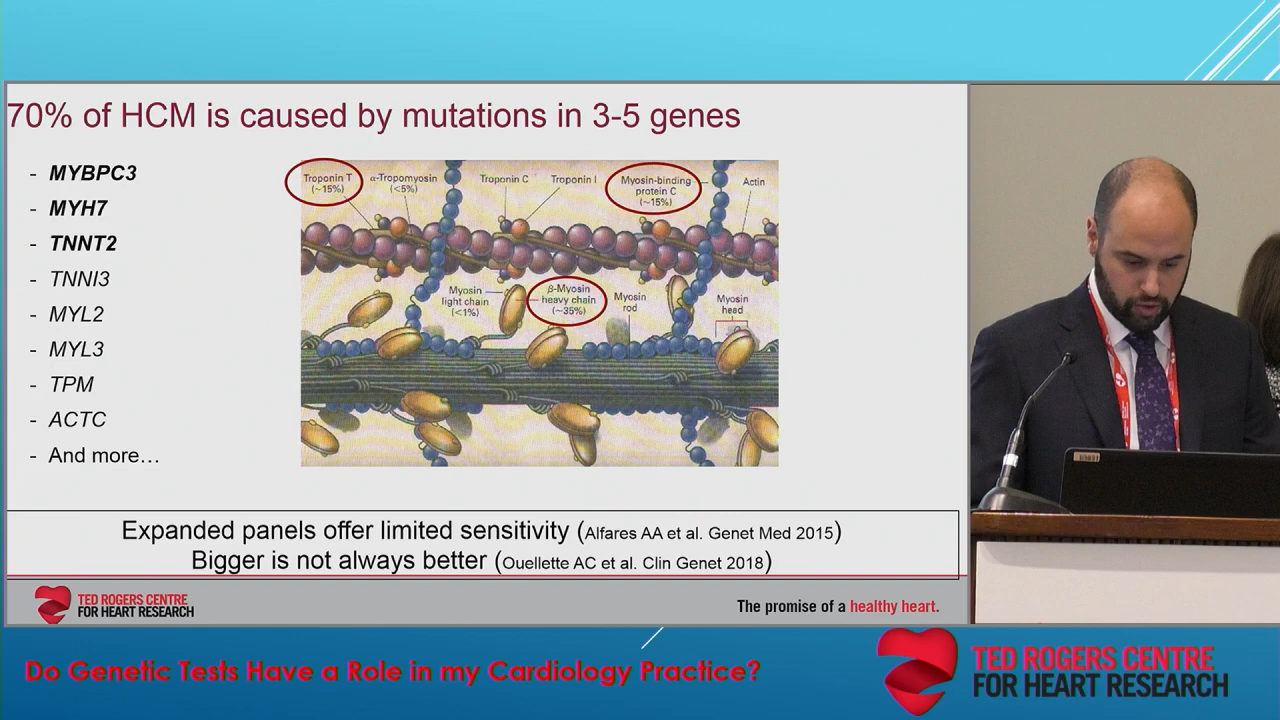 70% of HCM is caused by mutations in 3-5 genes
- MYBPC3
- MYH7
- TNNT2
- TNNI3
- MYL2
- MYL3
- TPM
- ACTC
- And more…
Troponin T
(~15%)
α-Tropomyosin
(<5%)
Troponin C
Troponin I
Myosin-binding
protein C
(~15%)
Actin
Myosin
light chain
(<1%)
β-Myosin
heavy chain
(~35%)
Myosin
rod
Myosin
head
Expanded panels offer limited sensitivity (Alfares AA et al. Genet Med 2015)
Bigger is not always better (Ouellette AC et al. Clin Genet 2018)
TED ROGERS CENTRE
FOR HEART RESEARCH
The promise of a healthy heart.
Do Genetic Tests Have a Role in my Cardiology Practice?
TED ROGERS CENTRE
FOR HEART RESEARCH